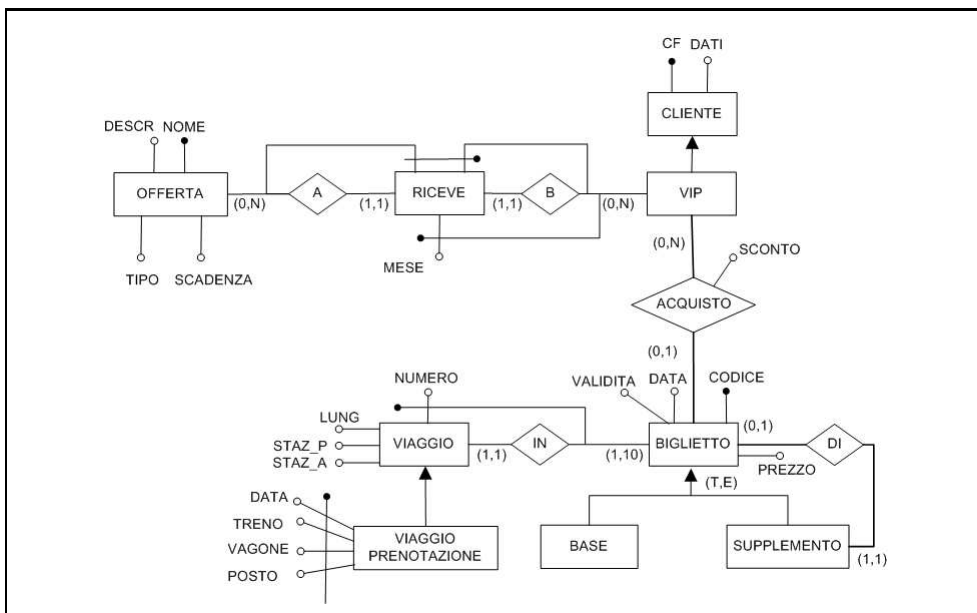 CF DATI
CLIENTE
DESCR NOME
OFFERTA
(0,N)
A
(1,1)
RICEVE
(1,1)
B
(0,N)
VIP
TIPO SCADENZA
MESE
(0,N)
SCONTO
ACQUISTO
(0,1)
NUMERO
VALIDITA
DATA
CODICE
LUNG
STAZ_P
STAZ_A
VIAGGIO
(1,1)
IN
(1,10)
BIGLIETTO
(0,1)
DI
PREZZO
(T,E)
DATA
TRENO
VAGONE
POSTO
VIAGGIO
PRENOTAZIONE
BASE
SUPPLEMENTO
(1,1)